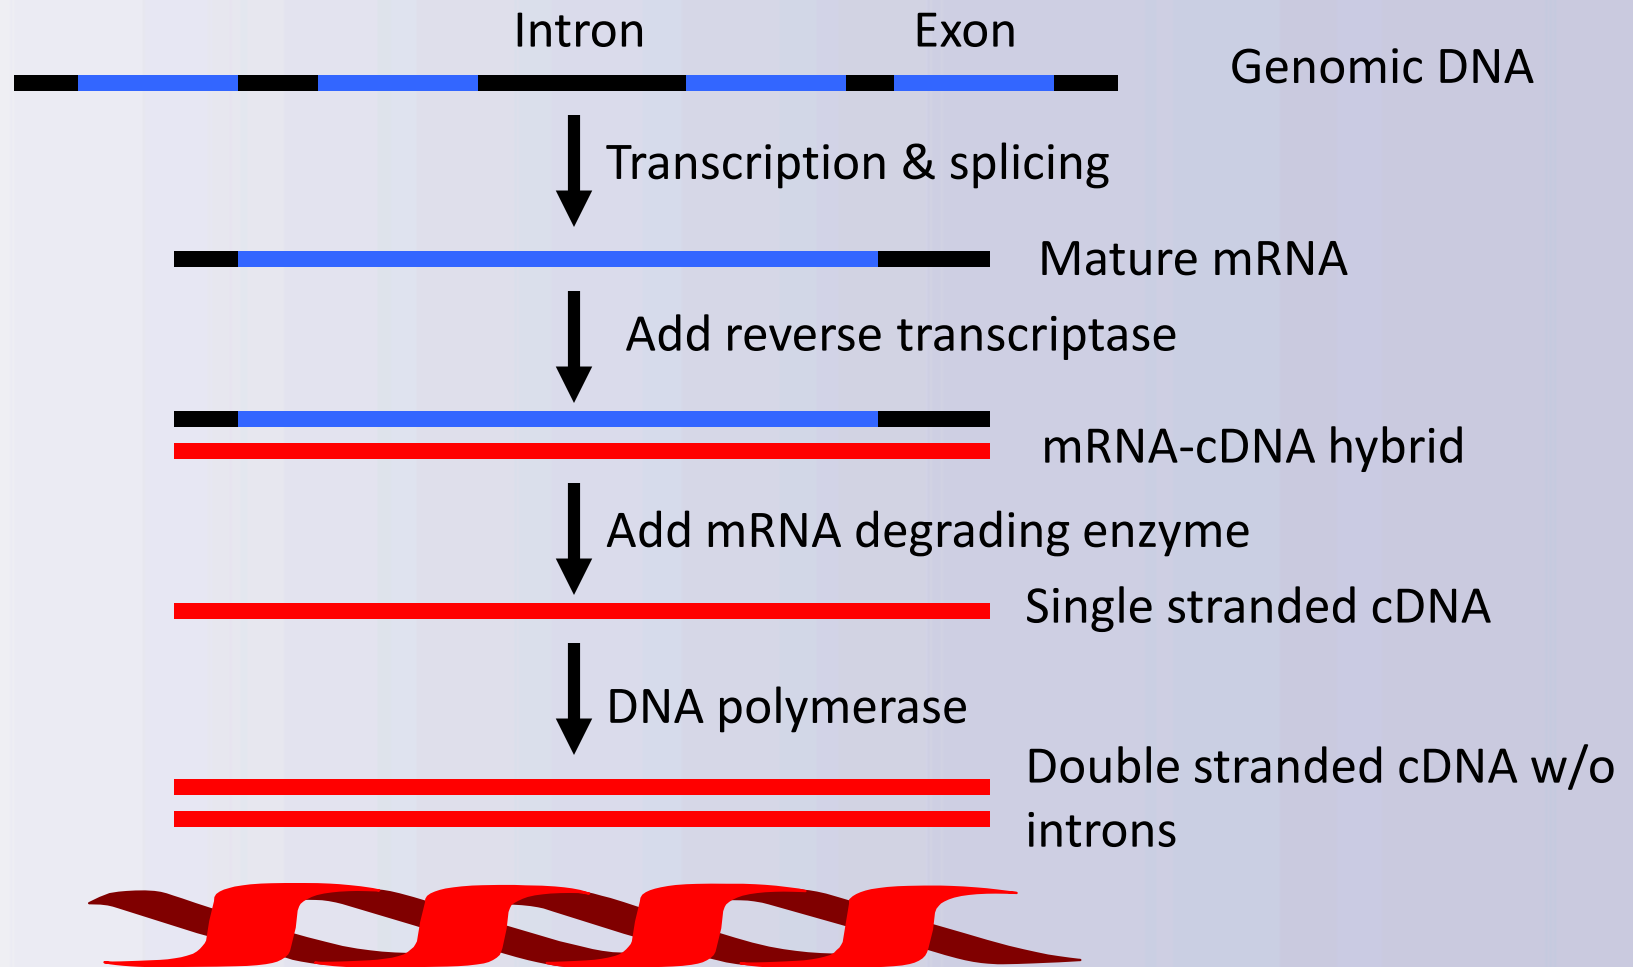 Intron
Exon
Genomic DNA
Transcription & splicing
Mature mRNA
Add reverse transcriptase
mRNA-cDNA hybrid
Add mRNA degrading enzyme
Single stranded cDNA
DNA polymerase
Double stranded cDNA w/o
introns